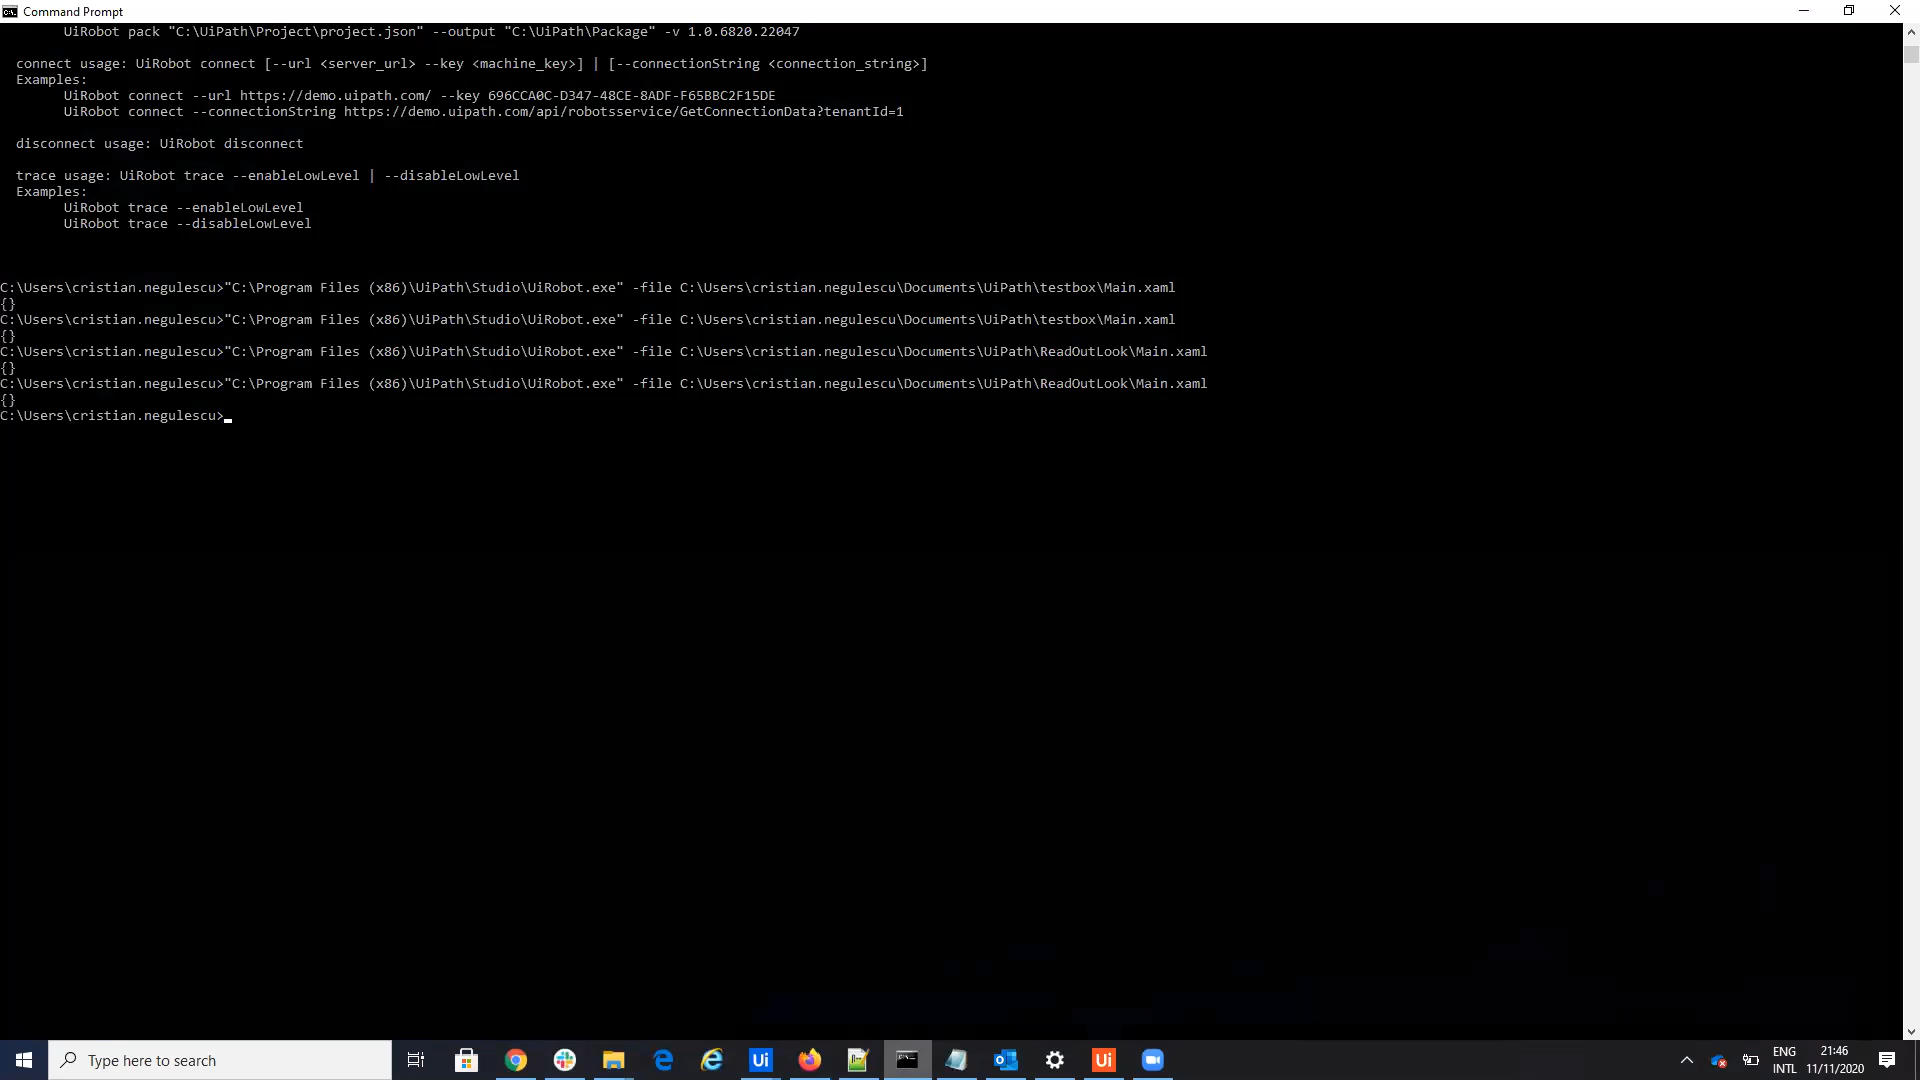 Command Prompt
UiRobot pack "C:\UiPath\Project\project.json" --output "C:\UiPath\Package" -v 1.0.6820.22047
connect usage: UiRobot connect [--url <server_url> --key <machine_key>] | [--connectionString <connection_string>]
Examples:
UiRobot connect --url https://demo.uipath.com/ --key 696CCA0C-D347-48CE-8ADF-F65BBC2F15DE
UiRobot connect --connectionString https://demo.uipath.com/api/robotsservice/GetConnectionData?tenantId=1
disconnect usage: UiRobot disconnect
trace usage: UiRobot trace --enableLowLevel | --disableLowLevel
Examples:
UiRobot trace --enableLowLevel
UiRobot trace --disableLowLevel
C:\Users\cristian.negulescu>"C:\Program Files (x86)\UiPath\Studio\UiRobot.exe" -file C:\Users\cristian.negulescu\Documents\UiPath\testbox\Main.xaml
{}
C:\Users\cristian.negulescu>"C:\Program Files (x86)\UiPath\Studio\UiRobot.exe" -file C:\Users\cristian.negulescu\Documents\UiPath\testbox\Main.xaml
{}
C:\Users\cristian.negulescu>"C:\Program Files (x86)\UiPath\Studio\UiRobot.exe" -file C:\Users\cristian.negulescu\Documents\UiPath\ReadOutLook\Main.xaml
{}
C:\Users\cristian.negulescu>"C:\Program Files (x86)\UiPath\Studio\UiRobot.exe" -file C:\Users\cristian.negulescu\Documents\UiPath\ReadOutLook\Main.xaml
{}
C:\Users\cristian.negulescu>
Type here to search
Ui
Ui
ENG
INTL
21:46
11/11/2020